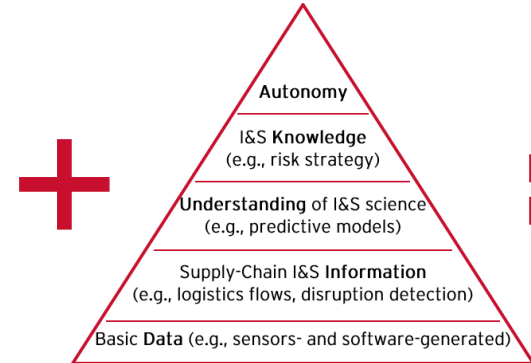 Autonomy
I&S Knowledge
(e.g., risk strategy)
Understanding of I&S science
(e.g., predictive models)
Supply-Chain I&S Information
(e.g., logistics flows, disruption detection)
Basic Data (e.g., sensors- and software-generated)